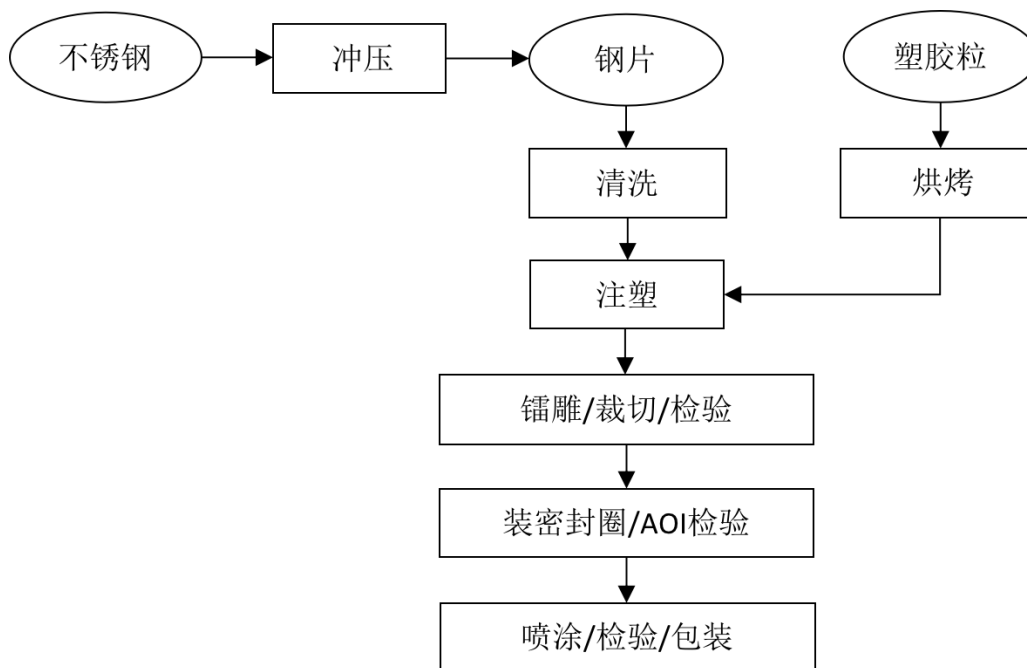 不锈钢
冲压
钢片
塑胶粒
清洗
烘烤
注塑
镭雕/裁切/检验
装密封圈/AOI检验
喷涂/检验/包装